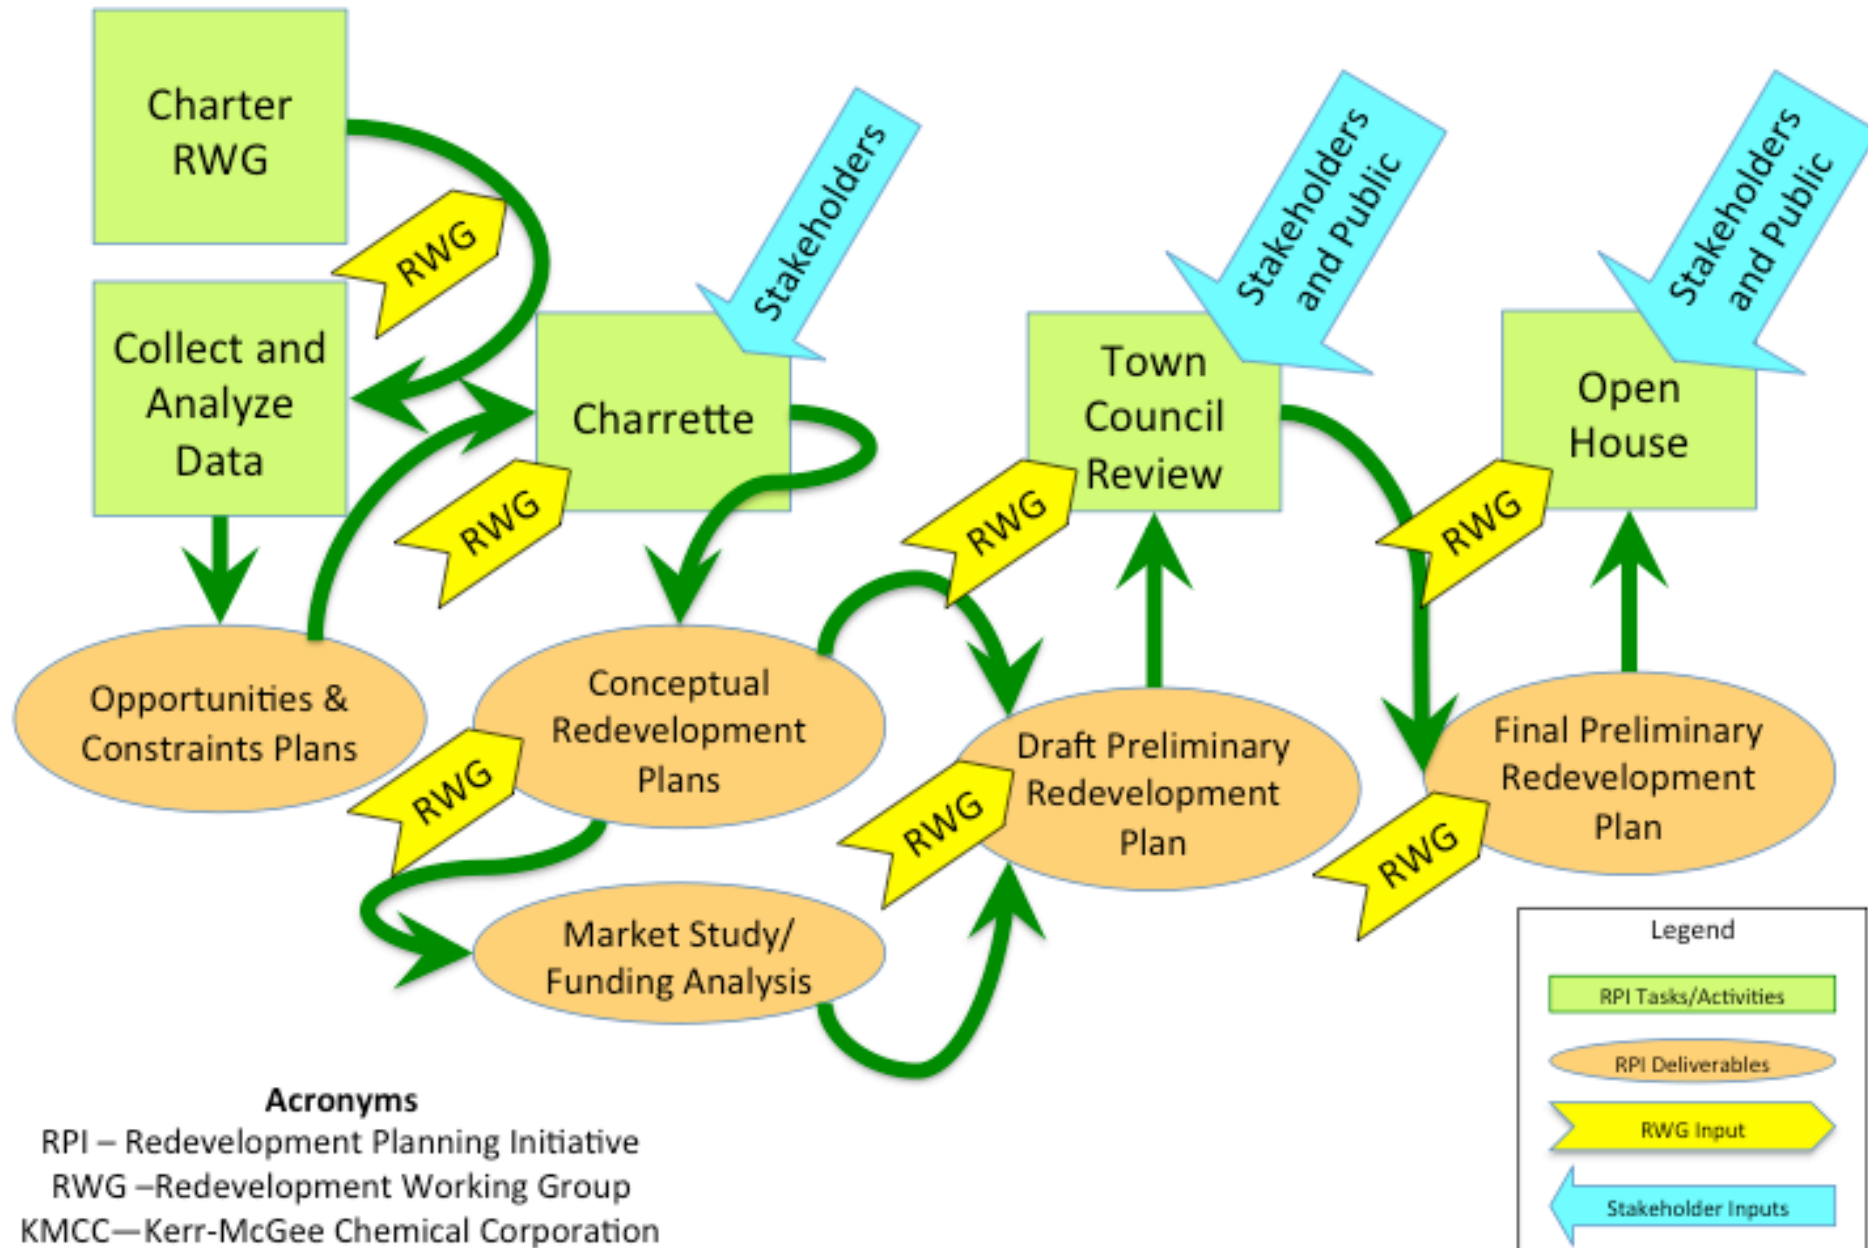 Charter
RWG
RWG
Collect and
Analyze
Data
Opportunities &
Constraints Plans
Stakeholders
Charrette
RWG
Conceptual
Redevelopment
Plans
RWG
Market Study/
Funding Analysis
Stakeholders
and Public
Town
Council
Review
RWG
Draft Preliminary
Redevelopment
Plan
RWG
Stakeholders
and Public
Open
House
RWG
Final Preliminary
Redevelopment
Plan
RWG
Legend
RPI Tasks/Activities
RPI Deliverables
RWG Input
Stakeholder Inputs
Acronyms
RPI – Redevelopment Planning Initiative
RWG –Redevelopment Working Group
KMCC—Kerr-McGee Chemical Corporation